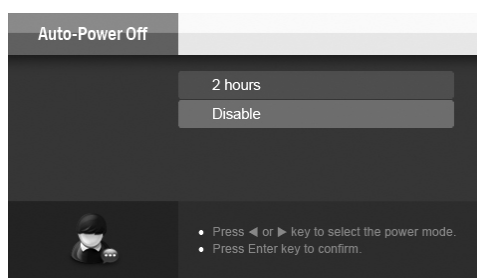 Auto-Power Off
2 hours
Disable
• Press ◀ or ▶ key to select the power mode.
• Press Enter key to confirm.